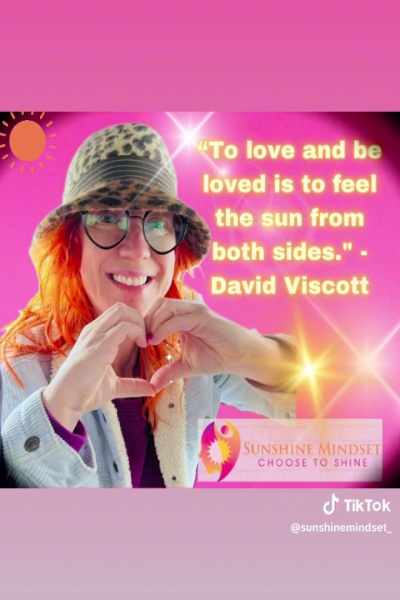 “To love and be
loved is to feel
the sun from
both sides." -
David Viscott
SUNSHINE MINDSET
CHOOSE TO SHINE
TikTok
@sunshinemindset_